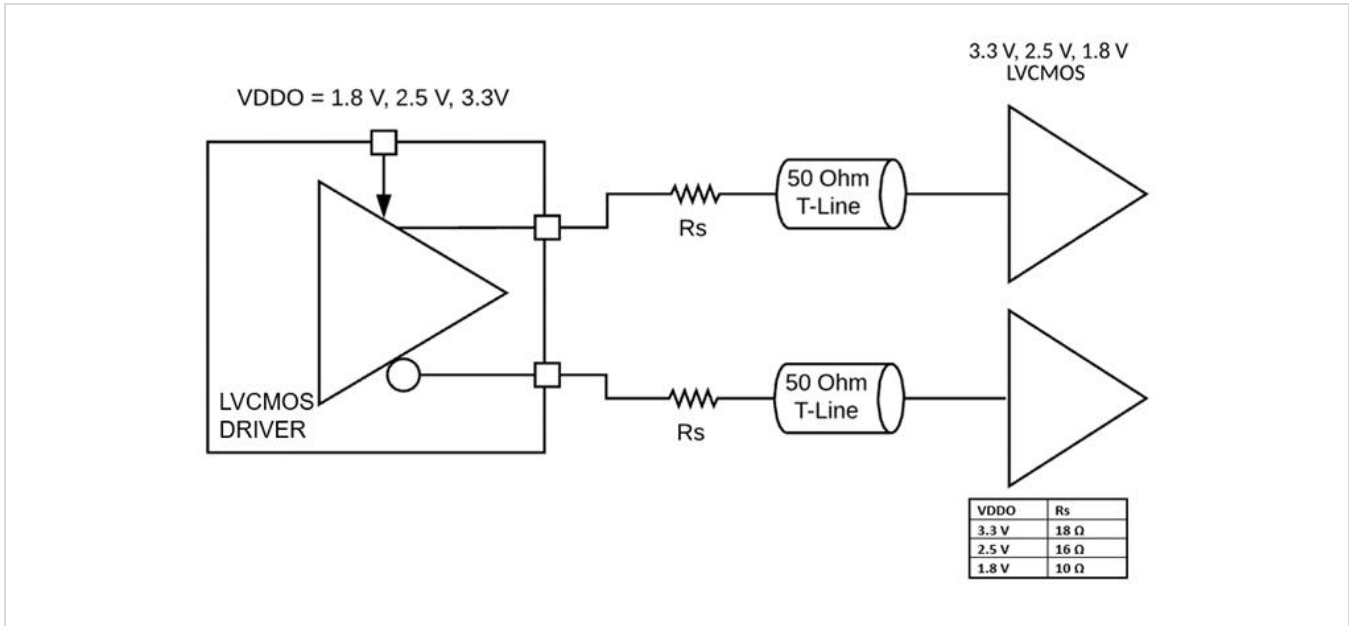 3.3 V, 2.5 V, 1.8 V
LVCMOS
VDDO = 1.8 V, 2.5 V, 3.3V
50 Ohm
T-Line
Rs
LVCMOS
DRIVER
50 Ohm
T-Line
Rs
VDDO Rs
3.3 V 18 Ω
2.5 V 16 Ω
1.8 V 10 Ω